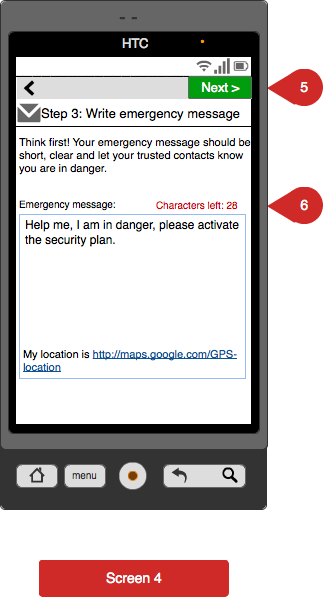 HTC
Next >
5
Step 3: Write emergency message
Think first! Your emergency message should be
short, clear and let your trusted contacts know
you are in danger.
Emergency message:
Characters left: 28
6
Help me, I am in danger, please activate
the security plan.
My location is http://maps.google.com/GPS-
location
menu
Screen 4